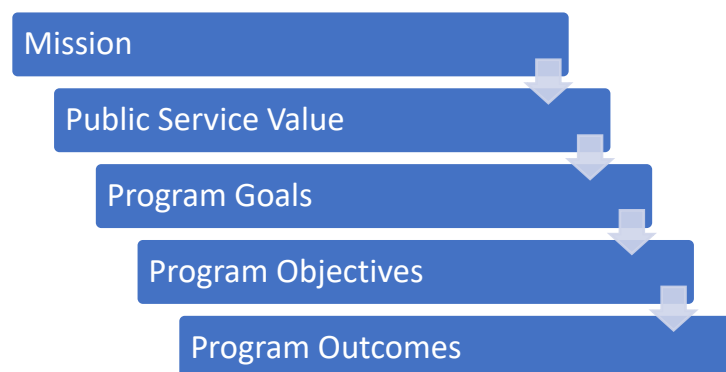 Mission
Public Service Value
Program Goals
Program Objectives
Program Outcomes